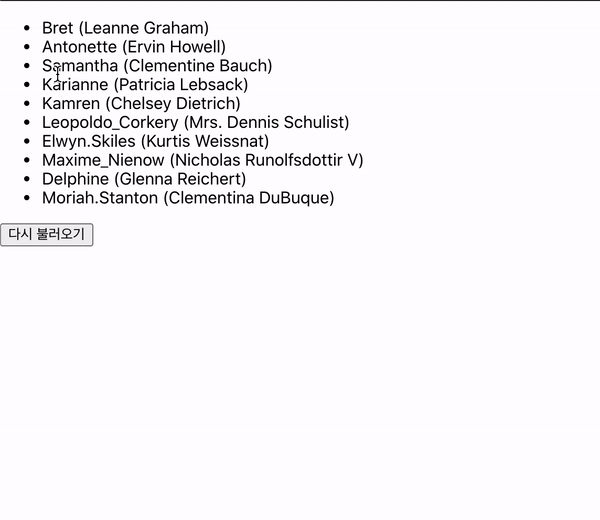 Bret (Leanne Graham)
Antonette (Ervin Howell)
Samantha (Clementine Bauch)
Karianne (Patricia Lebsack)
Kamren (Chelsey Dietrich)
Leopoldo_Corkery (Mrs. Dennis Schulist)
Elwyn.Skiles (Kurtis Weissnat)
Maxime_Nienow (Nicholas Runolfsdottir V)
Delphine (Glenna Reichert)
Moriah.Stanton (Clementina DuBuque)
다시 불러오기